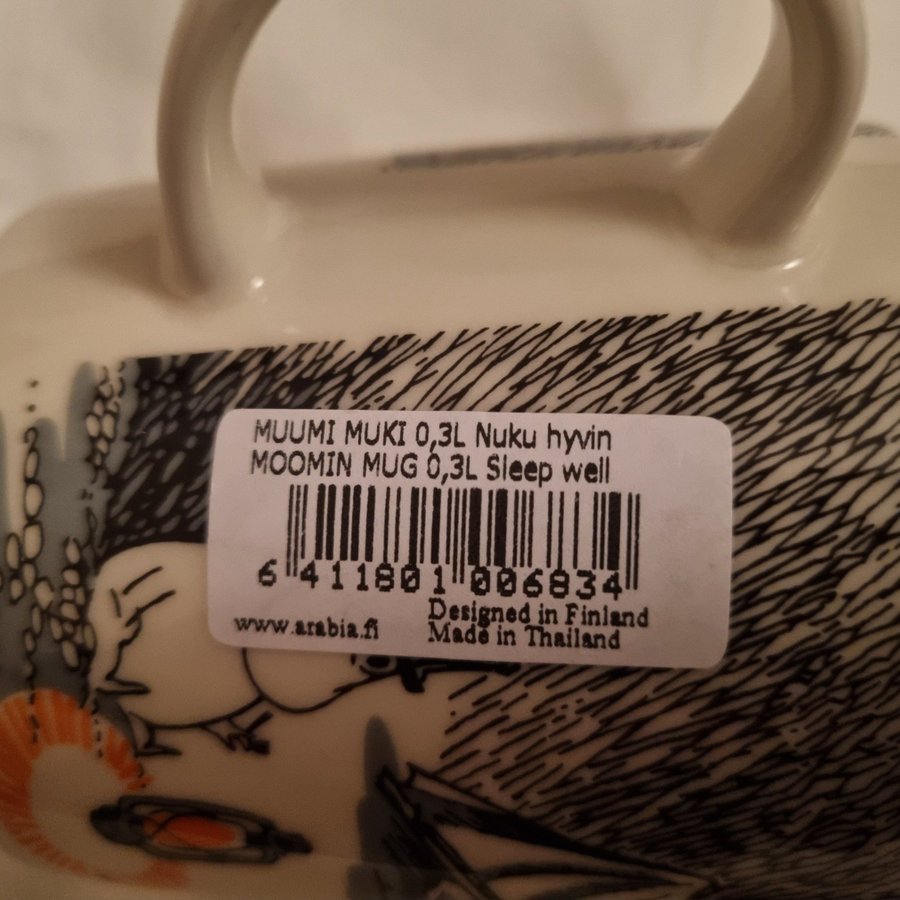 MUUMI MUKI 0,3L Nuku hyvin
MOOMIN MUG 0,3L Sleep well
6 411801 006834
www.arabia.fi
Designed in Finland
Made in Thailand